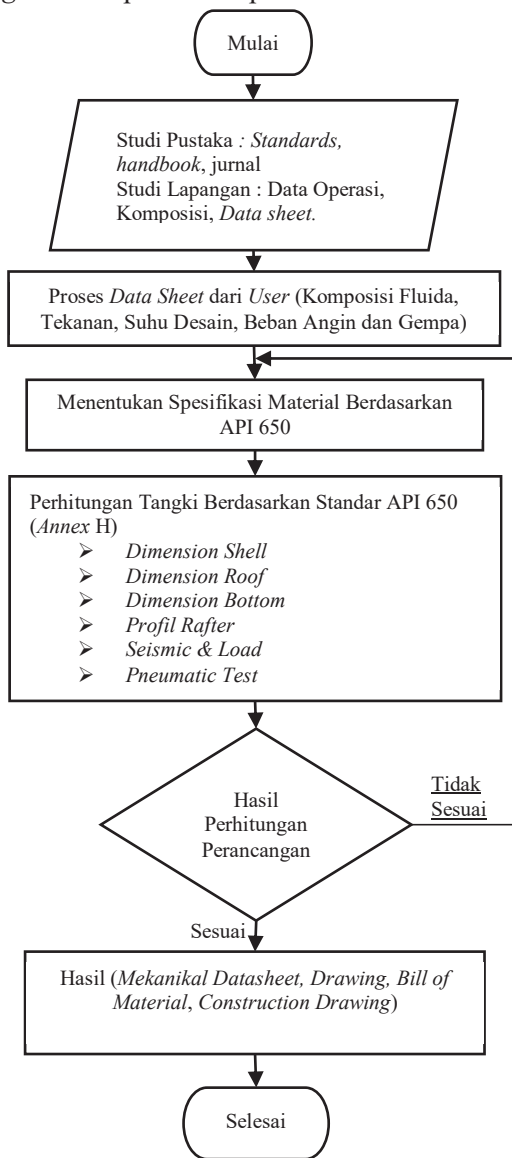 Mulai
Studi Pustaka : Standards,
handbook, jurnal
Studi Lapangan : Data Operasi,
Komposisi, Data sheet.
Proses Data Sheet dari User (Komposisi Fluida,
Tekanan, Suhu Desain, Beban Angin dan Gempa)
Menentukan Spesifikasi Material Berdasarkan
API 650
Perhitungan Tangki Berdasarkan Standar API 650
(Annex H)
➢ Dimension Shell
➢ Dimension Roof
➢ Dimension Bottom
➢ Profil Rafter
➢ Seismic & Load
➢ Pneumatic Test
Hasil
Perhitungan
Perancangan
Tidak
Sesuai
Sesuai
Hasil (Mekanikal Datasheet, Drawing, Bill of
Material, Construction Drawing)
Selesai